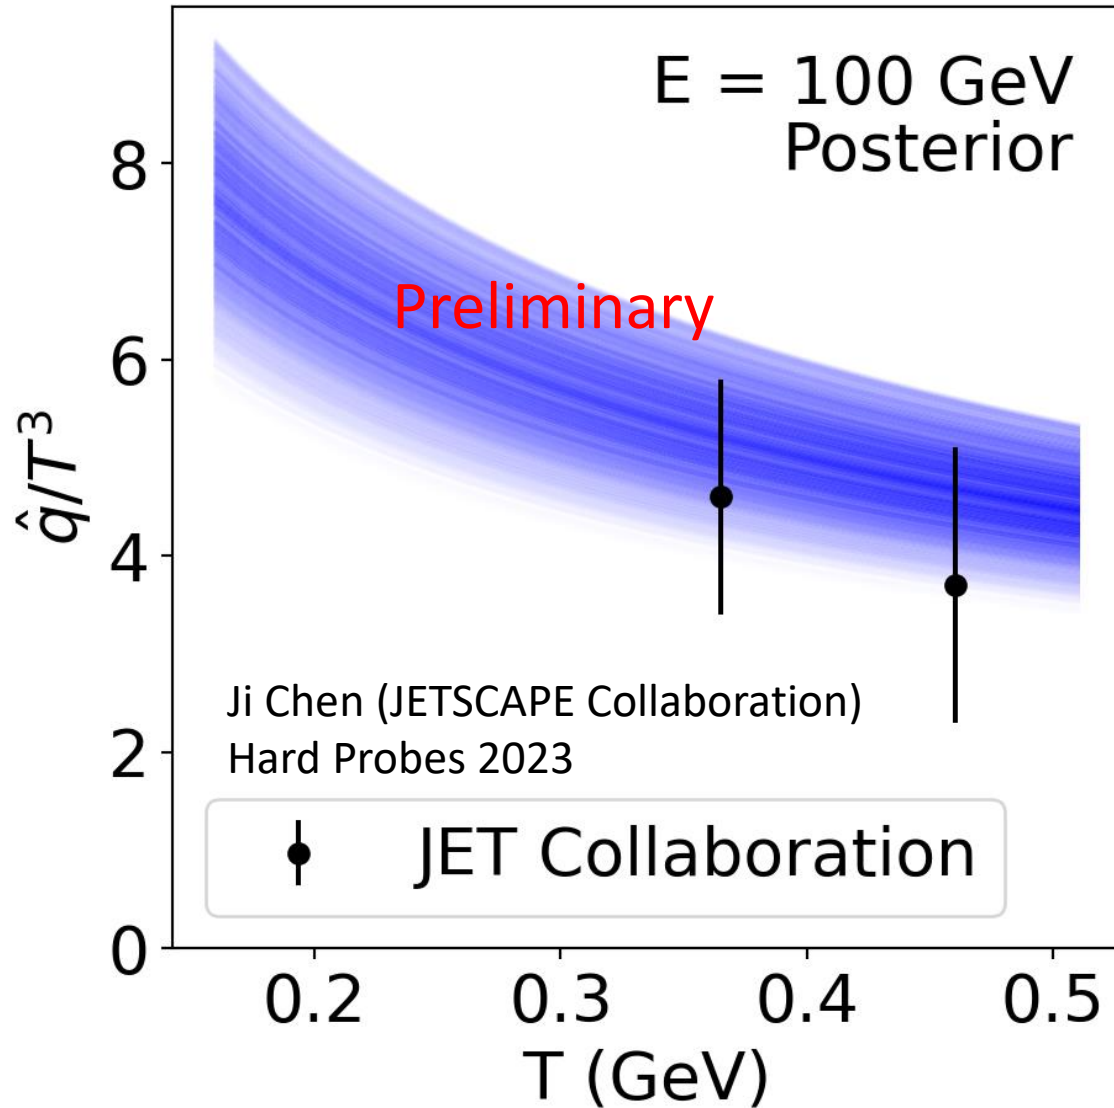 E = 100 GeV
Posterior
8
Preliminary
6
q̂/T³
4
Ji Chen (JETSCAPE Collaboration)
2
Hard Probes 2023
JET Collaboration
0
0.2 0.3 0.4 0.5
T (GeV)